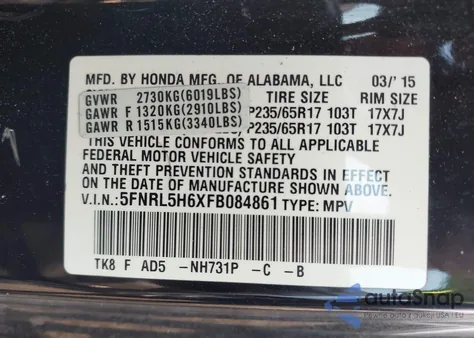 MFD. BY HONDA MFG. OF ALABAMA, LLC 03/'15
GVWR 2730KG(6019LBS) TIRE SIZE RIM SIZE
GAWR F 1320KG(2910LBS) P235/65R17 103T 17X7J
GAWR R 1515KG(3340LBS) P235/65R17 103T 17X7J
THIS VEHICLE CONFORMS TO ALL APPLICABLE
FEDERAL MOTOR VEHICLE SAFETY
AND THEFT PREVENTION STANDARDS IN EFFECT
ON THE DATE OF MANUFACTURE SHOWN ABOVE.
V.I.N.: 5FNRL5H6XFB084861 TYPE: MPV
TK8 F AD5 -NH731P -C -B
autoSnap